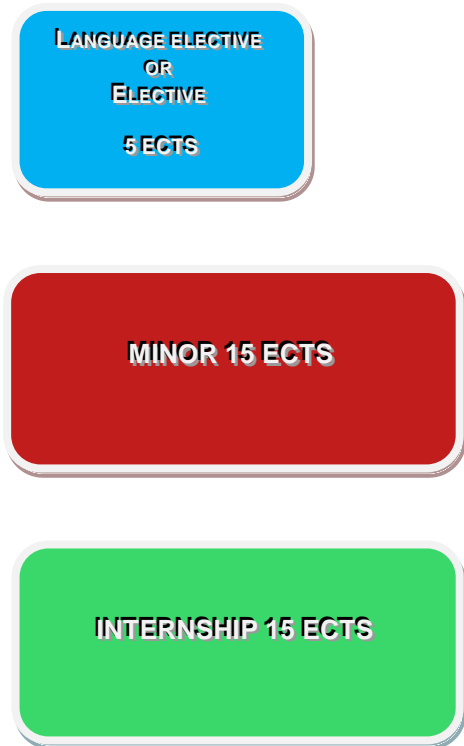 LANGUAGE ELECTIVE
OR
ELECTIVE
5 ECTS
MINOR 15 ECTS
INTERNSHIP 15 ECTS